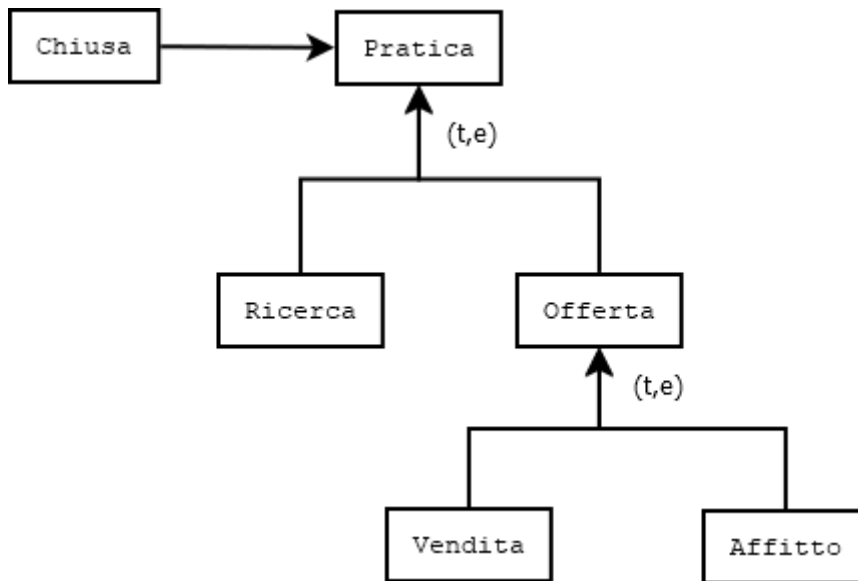 Chiusa
Pratica
(t,e)
Ricerca
Offerta
(t,e)
Vendita
Affitto